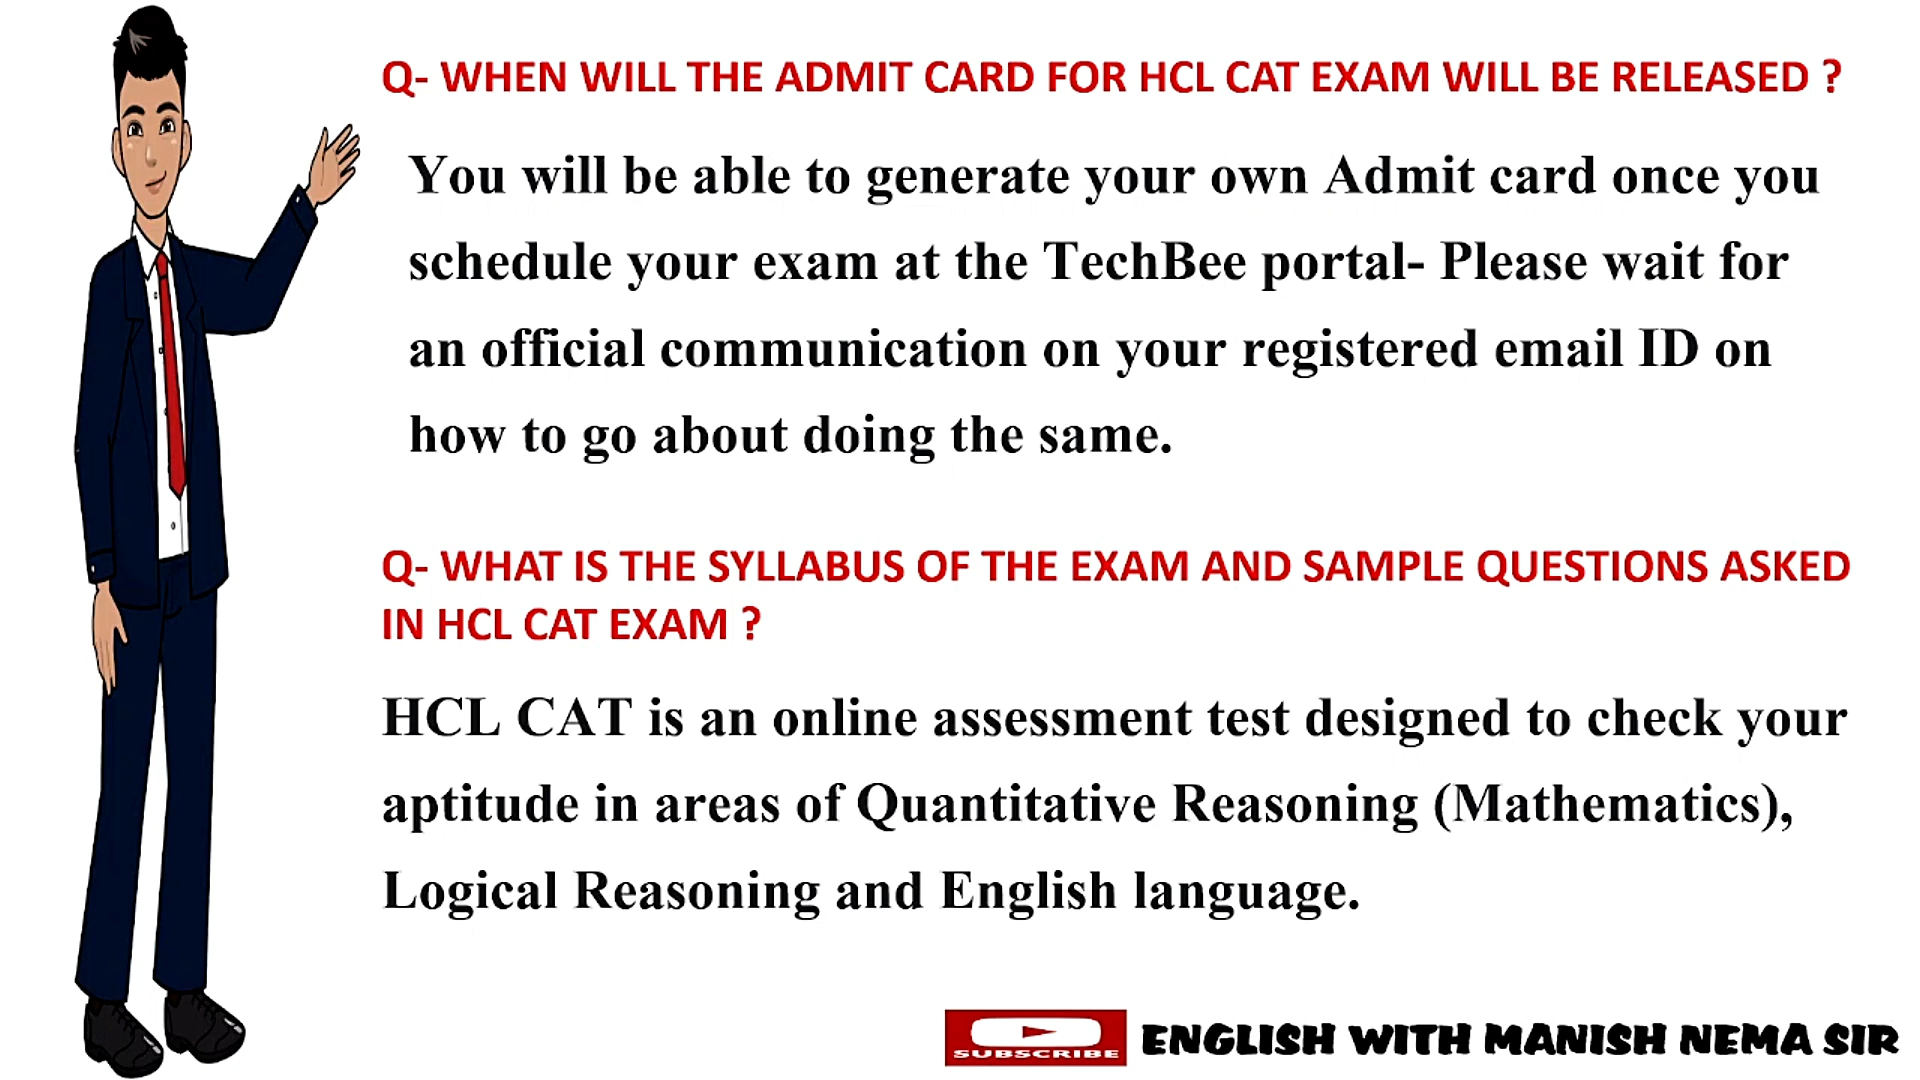 Q- WHEN WILL THE ADMIT CARD FOR HCL CAT EXAM WILL BE RELEASED ?
You will be able to generate your own Admit card once you
schedule your exam at the TechBee portal- Please wait for
an official communication on your registered email ID on
how to go about doing the same.
Q- WHAT IS THE SYLLABUS OF THE EXAM AND SAMPLE QUESTIONS ASKED
IN HCL CAT EXAM ?
HCL CAT is an online assessment test designed to check your
aptitude in areas of Quantitative Reasoning (Mathematics),
Logical Reasoning and English language.
SUBSCRIBE ENGLISH WITH MANISH NEMA SIR